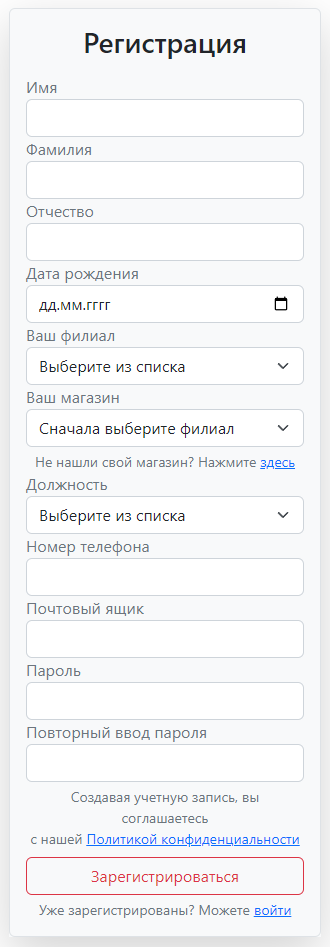 Регистрация
Имя
Фамилия
Отчество
Дата рождения
дд.мм.гггг
Ваш филиал
Выберите из списка
Ваш магазин
Сначала выберите филиал
Не нашли свой магазин? Нажмите здесь
Должность
Выберите из списка
Номер телефона
Почтовый ящик
Пароль
Повторный ввод пароля
Создавая учетную запись, вы
соглашаетесь
с нашей Политикой конфиденциальности
Зарегистрироваться
Уже зарегистрированы? Можете войти